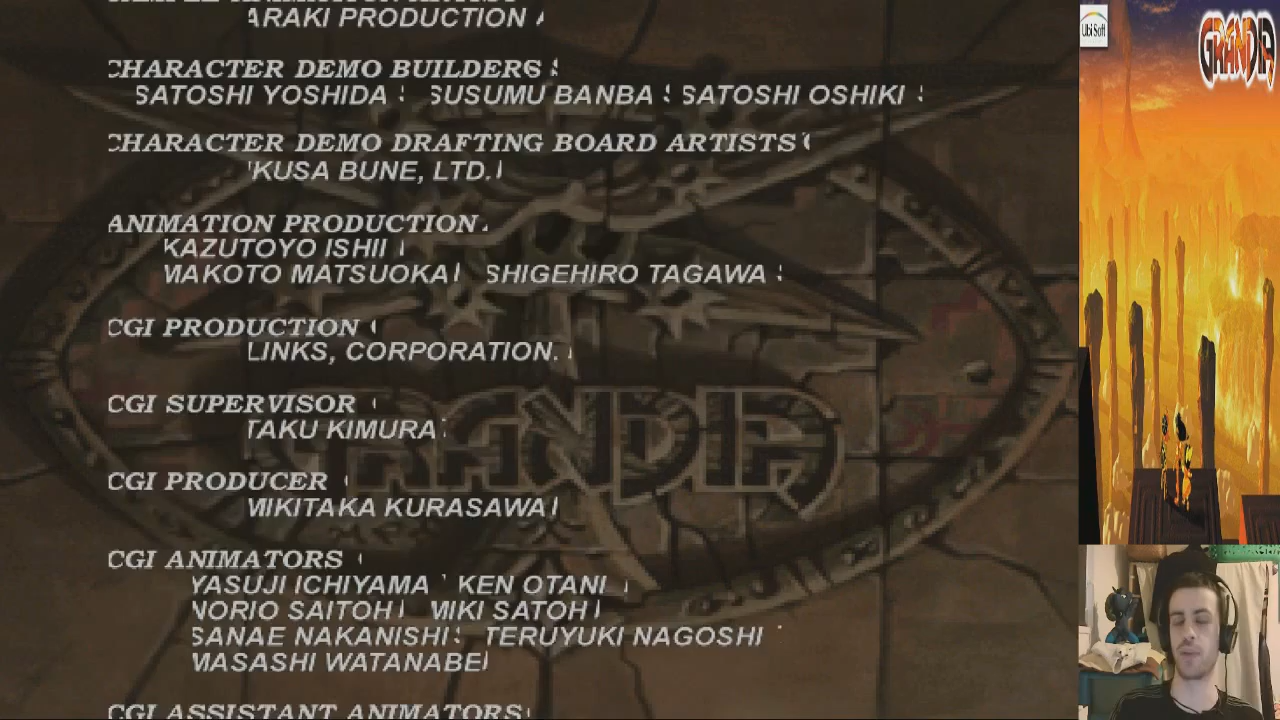 ARAKI PRODUCTION
CHARACTER DEMO BUILDERS
SATOSHI YOSHIDA SUSUMU BANBA SATOSHI OSHIKI
CHARACTER DEMO DRAFTING BOARD ARTISTS
IKUSA BUNE, LTD.
ANIMATION PRODUCTION
KAZUTOYO ISHII
MAKOTO MATSUOKA SHIGEHIRO TAGAWA
CGI PRODUCTION
LINKS, CORPORATION.
CGI SUPERVISOR
TAKU KIMURA
CGI PRODUCER
MIKITAKA KURASAWA
CGI ANIMATORS
YASUJI ICHIYAMA KEN OTANI
NORIO SAITOH MIKI SATOH
SANAE NAKANISHI TERUYUKI NAGOSHI
MASASHI WATANABE
CGI ASSISTANT ANIMATORS
GRANDIA
Ubi Soft
GRANDIA